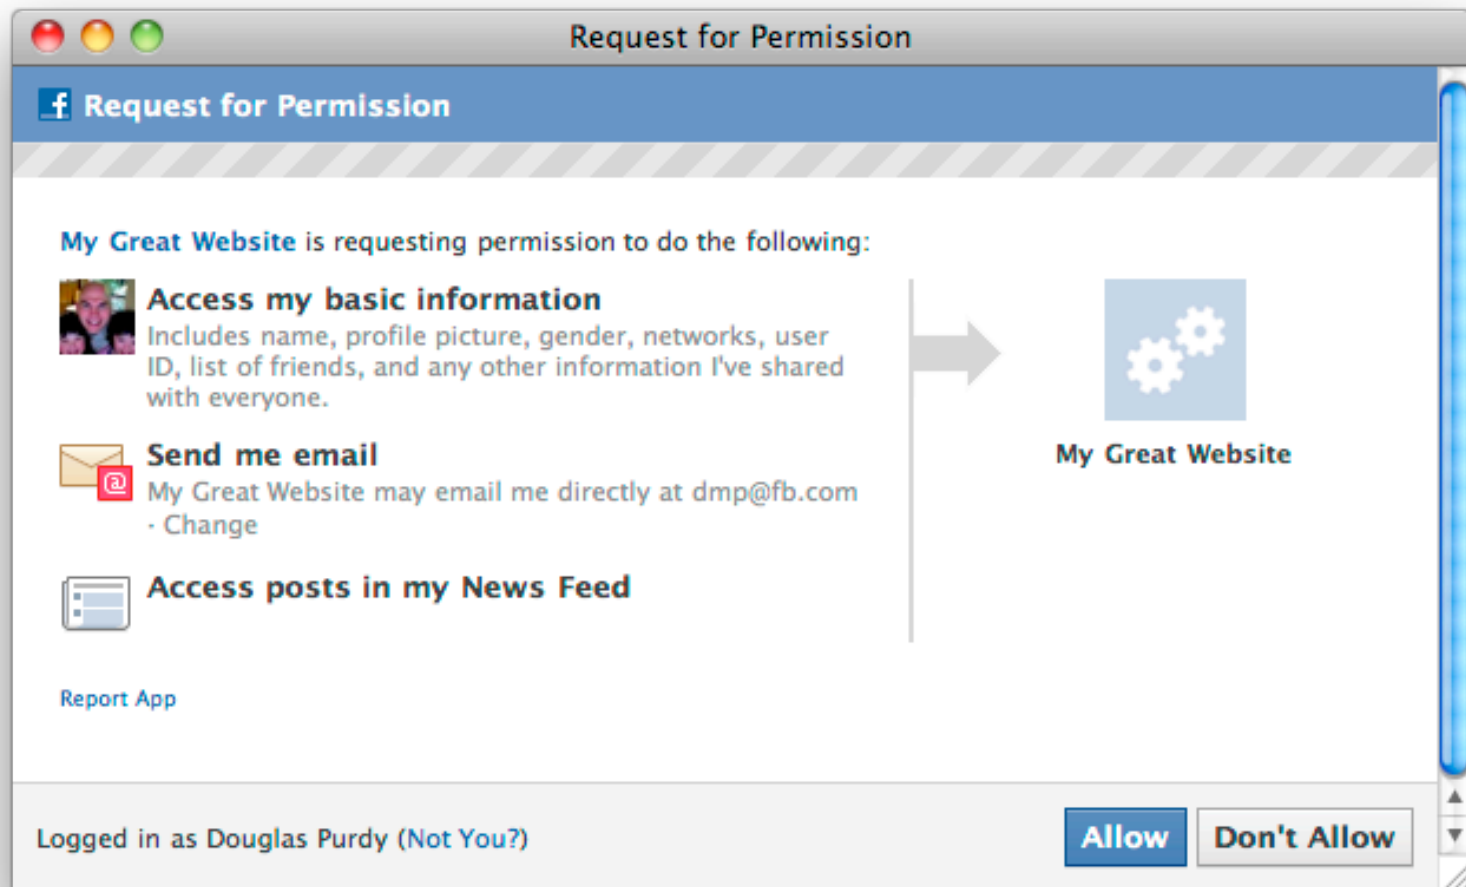 Request for Permission
f Request for Permission
My Great Website is requesting permission to do the following:
Access my basic information
Includes name, profile picture, gender, networks, user
ID, list of friends, and any other information I've shared
with everyone.
Send me email
@ My Great Website may email me directly at dmp@fb.com
· Change
Access posts in my News Feed
My Great Website
Report App
Logged in as Douglas Purdy (Not You?)
Allow
Don't Allow